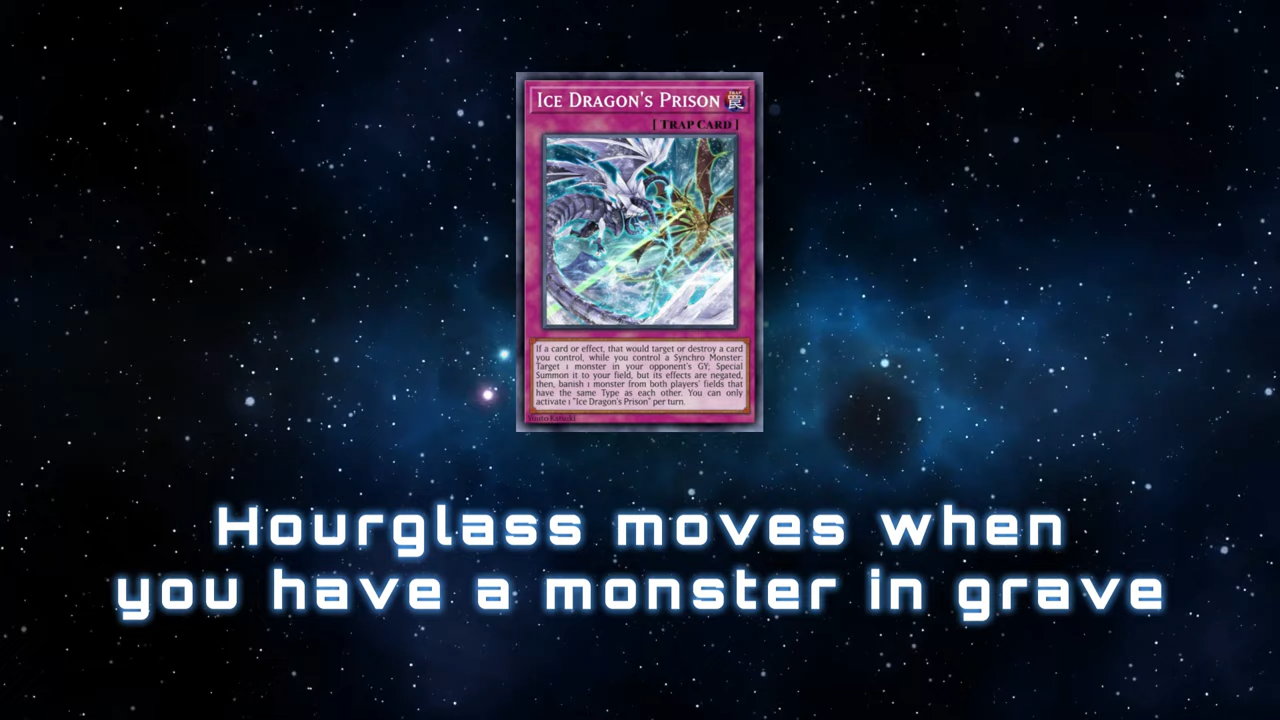 ICE DRAGON'S PRISON
TRAP
罠
[ TRAP CARD ]
If a card or effect, that would target or destroy a card
you control, while you control a Synchro Monster:
Target 1 monster in your opponent's GY; Special
Summon it to your field, but its effects are negated,
then, banish 1 monster from both players' fields that
have the same Type as each other. You can only
activate 1 "Ice Dragon's Prison" per turn.
Hourglass moves when
you have a monster in grave